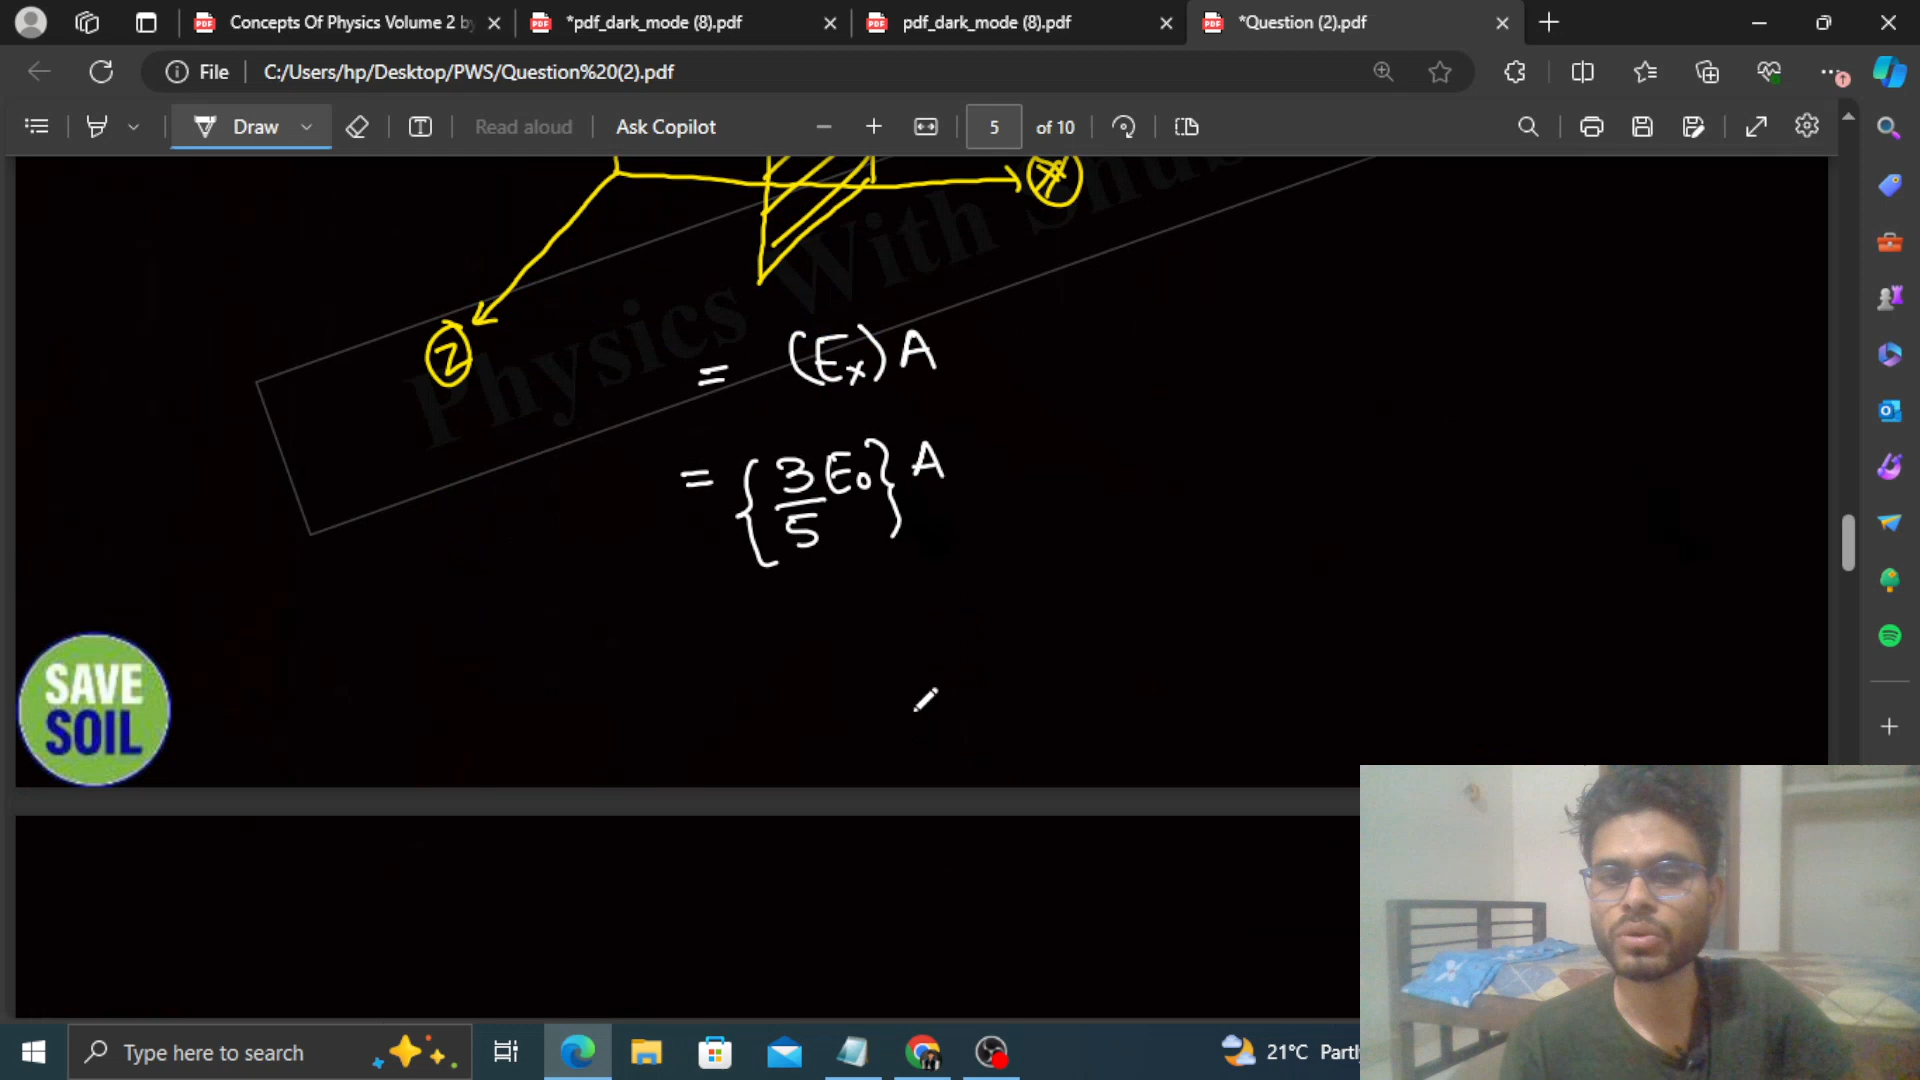 Concepts Of Physics Volume 2 by
*pdf_dark_mode (8).pdf
pdf_dark_mode (8).pdf
*Question (2).pdf
File
C:/Users/hp/Desktop/PWS/Question%20(2).pdf
Draw
Read aloud
Ask Copilot
5
of 10
Physics With Shub
Z
= (Ex) A
= {3E₀/5} A
SAVE
SOIL
Type here to search
21°C